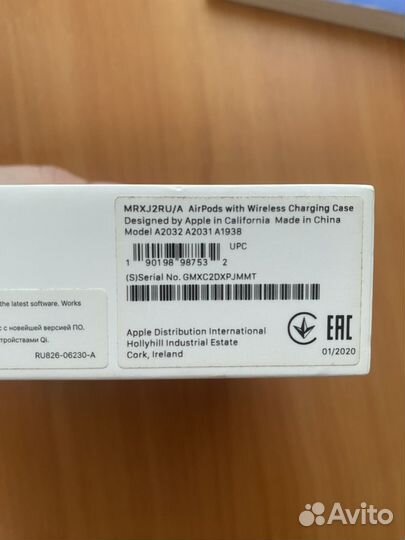 MRXJ2RU/A AirPods with Wireless Charging Case
Designed by Apple in California Made in China
Model A2032 A2031 A1938
UPC
1 90198 98753 2
(S)Serial No. GMXC2DXPJMMT
Apple Distribution International
Hollyhill Industrial Estate
Cork, Ireland
EAC
01/2020
the latest software. Works
с новейшей версией ПО.
тройствами Qi.
RU826-06230-A
Avito